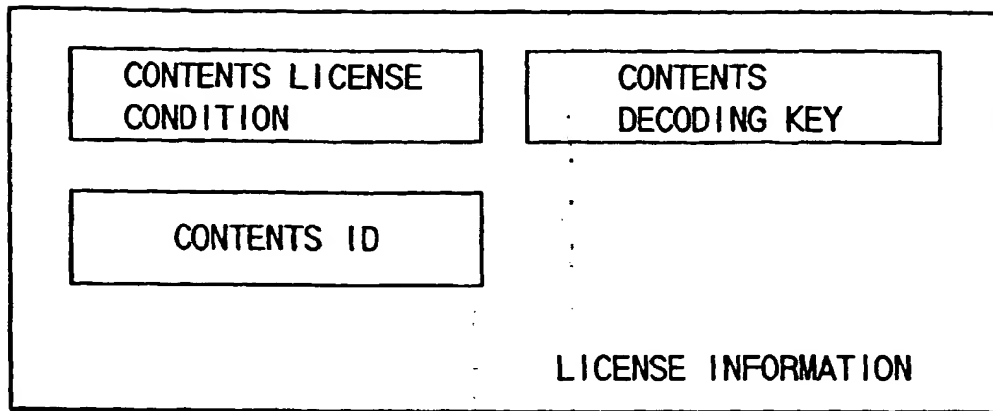 CONTENTS LICENSE
CONDITION
CONTENTS
DECODING KEY
CONTENTS ID
LICENSE INFORMATION